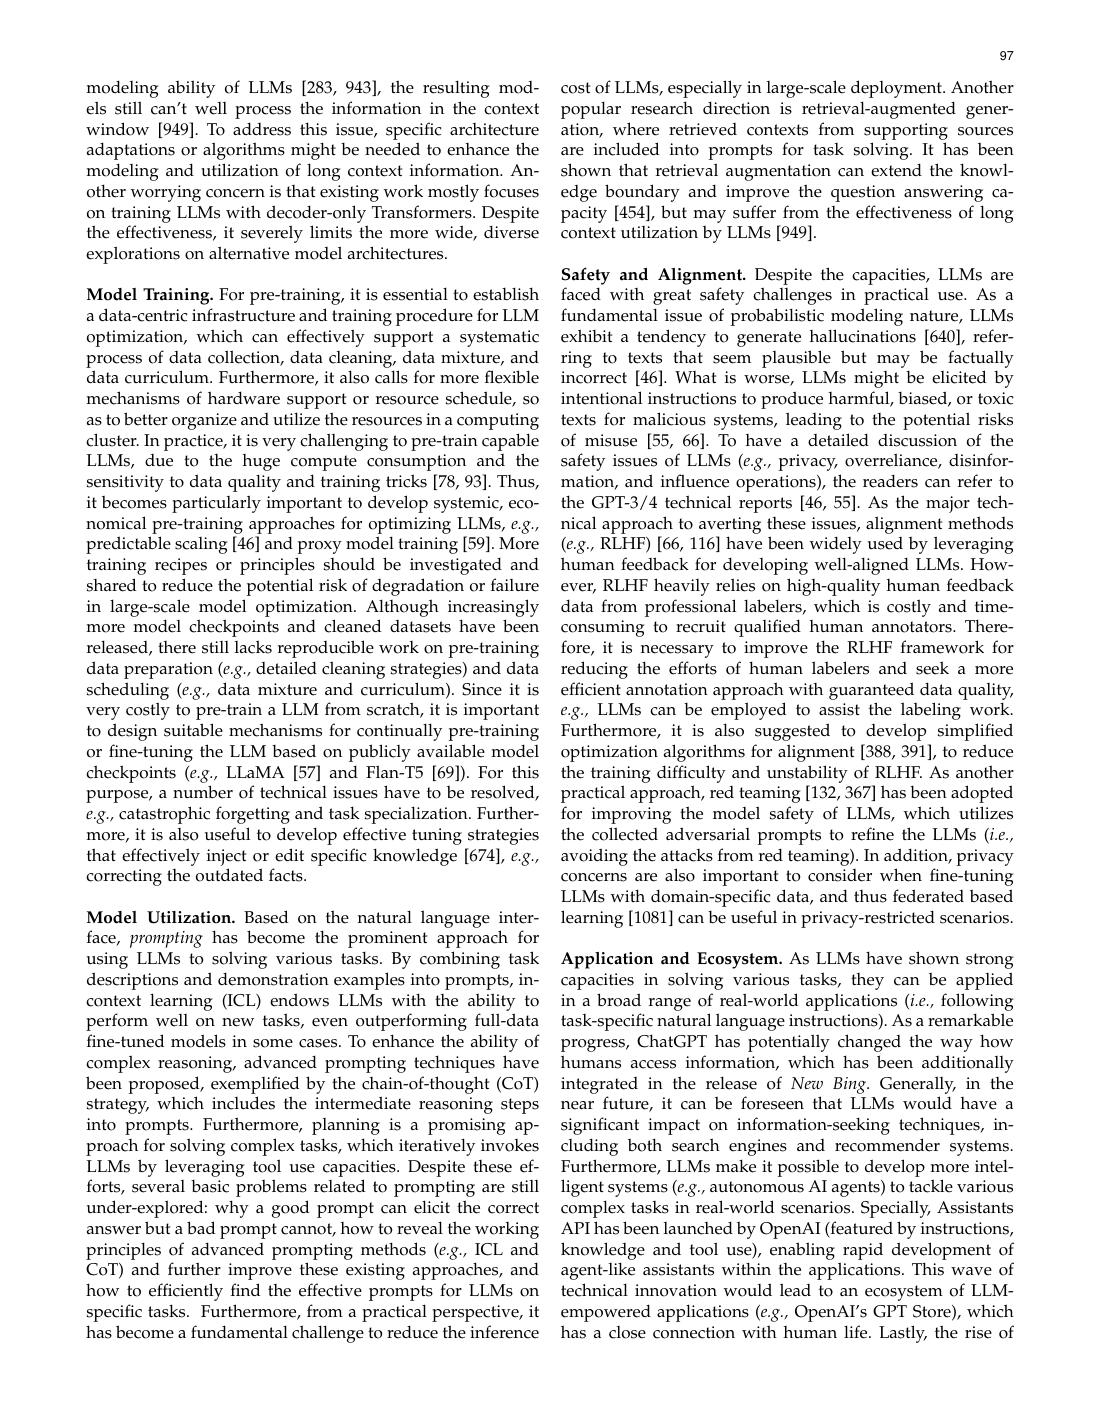 97
modeling ability of LLMs [283, 943], the resulting mod-
els still can't well process the information in the context
window [949]. To address this issue, specific architecture
adaptations or algorithms might be needed to enhance the
modeling and utilization of long context information. An-
other worrying concern is that existing work mostly focuses
on training LLMs with decoder-only Transformers. Despite
the effectiveness, it severely limits the more wide, diverse
explorations on alternative model architectures.
Model Training. For pre-training, it is essential to establish
a data-centric infrastructure and training procedure for LLM
optimization, which can effectively support a systematic
process of data collection, data cleaning, data mixture, and
data curriculum. Furthermore, it also calls for more flexible
mechanisms of hardware support or resource schedule, so
as to better organize and utilize the resources in a computing
cluster. In practice, it is very challenging to pre-train capable
LLMs, due to the huge compute consumption and the
sensitivity to data quality and training tricks [78, 93]. Thus,
it becomes particularly important to develop systemic, eco-
nomical pre-training approaches for optimizing LLMs, e.g.,
predictable scaling [46] and proxy model training [59]. More
training recipes or principles should be investigated and
shared to reduce the potential risk of degradation or failure
in large-scale model optimization. Although increasingly
more model checkpoints and cleaned datasets have been
released, there still lacks reproducible work on pre-training
data preparation (e.g., detailed cleaning strategies) and data
scheduling (e.g., data mixture and curriculum). Since it is
very costly to pre-train a LLM from scratch, it is important
to design suitable mechanisms for continually pre-training
or fine-tuning the LLM based on publicly available model
checkpoints (e.g., LLaMA [57] and Flan-T5 [69]). For this
purpose, a number of technical issues have to be resolved,
e.g., catastrophic forgetting and task specialization. Further-
more, it is also useful to develop effective tuning strategies
that effectively inject or edit specific knowledge [674], e.g.,
correcting the outdated facts.
Model Utilization. Based on the natural language inter-
face, prompting has become the prominent approach for
using LLMs to solving various tasks. By combining task
descriptions and demonstration examples into prompts, in-
context learning (ICL) endows LLMs with the ability to
perform well on new tasks, even outperforming full-data
fine-tuned models in some cases. To enhance the ability of
complex reasoning, advanced prompting techniques have
been proposed, exemplified by the chain-of-thought (CoT)
strategy, which includes the intermediate reasoning steps
into prompts. Furthermore, planning is a promising ap-
proach for solving complex tasks, which iteratively invokes
LLMs by leveraging tool use capacities. Despite these ef-
forts, several basic problems related to prompting are still
under-explored: why a good prompt can elicit the correct
answer but a bad prompt cannot, how to reveal the working
principles of advanced prompting methods (e.g., ICL and
CoT) and further improve these existing approaches, and
how to efficiently find the effective prompts for LLMs on
specific tasks. Furthermore, from a practical perspective, it
has become a fundamental challenge to reduce the inference
cost of LLMs, especially in large-scale deployment. Another
popular research direction is retrieval-augmented gener-
ation, where retrieved contexts from supporting sources
are included into prompts for task solving. It has been
shown that retrieval augmentation can extend the knowl-
edge boundary and improve the question answering ca-
pacity [454], but may suffer from the effectiveness of long
context utilization by LLMs [949].
Safety and Alignment. Despite the capacities, LLMs are
faced with great safety challenges in practical use. As a
fundamental issue of probabilistic modeling nature, LLMs
exhibit a tendency to generate hallucinations [640], refer-
ring to texts that seem plausible but may be factually
incorrect [46]. What is worse, LLMs might be elicited by
intentional instructions to produce harmful, biased, or toxic
texts for malicious systems, leading to the potential risks
of misuse [55, 66]. To have a detailed discussion of the
safety issues of LLMs (e.g., privacy, overreliance, disinfor-
mation, and influence operations), the readers can refer to
the GPT-3/4 technical reports [46, 55]. As the major tech-
nical approach to averting these issues, alignment methods
(e.g., RLHF) [66, 116] have been widely used by leveraging
human feedback for developing well-aligned LLMs. How-
ever, RLHF heavily relies on high-quality human feedback
data from professional labelers, which is costly and time-
consuming to recruit qualified human annotators. There-
fore, it is necessary to improve the RLHF framework for
reducing the efforts of human labelers and seek a more
efficient annotation approach with guaranteed data quality,
e.g., LLMs can be employed to assist the labeling work.
Furthermore, it is also suggested to develop simplified
optimization algorithms for alignment [388, 391], to reduce
the training difficulty and unstability of RLHF. As another
practical approach, red teaming [132, 367] has been adopted
for improving the model safety of LLMs, which utilizes
the collected adversarial prompts to refine the LLMs (i.e.,
avoiding the attacks from red teaming). In addition, privacy
concerns are also important to consider when fine-tuning
LLMs with domain-specific data, and thus federated based
learning [1081] can be useful in privacy-restricted scenarios.
Application and Ecosystem. As LLMs have shown strong
capacities in solving various tasks, they can be applied
in a broad range of real-world applications (i.e., following
task-specific natural language instructions). As a remarkable
progress, ChatGPT has potentially changed the way how
humans access information, which has been additionally
integrated in the release of New Bing. Generally, in the
near future, it can be foreseen that LLMs would have a
significant impact on information-seeking techniques, in-
cluding both search engines and recommender systems.
Furthermore, LLMs make it possible to develop more intel-
ligent systems (e.g., autonomous AI agents) to tackle various
complex tasks in real-world scenarios. Specially, Assistants
API has been launched by OpenAI (featured by instructions,
knowledge and tool use), enabling rapid development of
agent-like assistants within the applications. This wave of
technical innovation would lead to an ecosystem of LLM-
empowered applications (e.g., OpenAI's GPT Store), which
has a close connection with human life. Lastly, the rise of